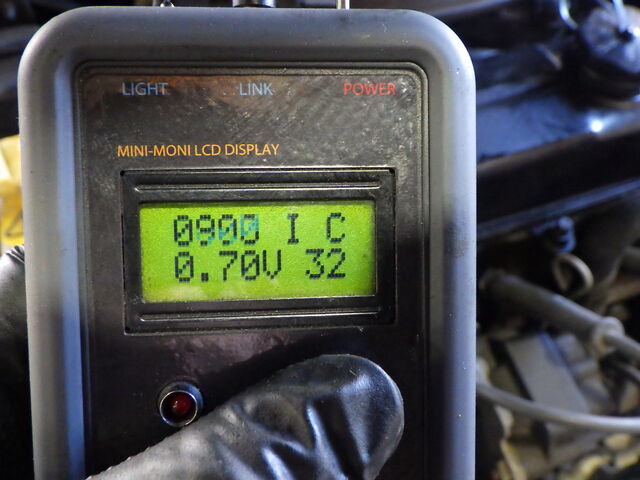 LIGHT LINK POWER
MINI-MONI LCD DISPLAY
0900 I C
0.70V 32